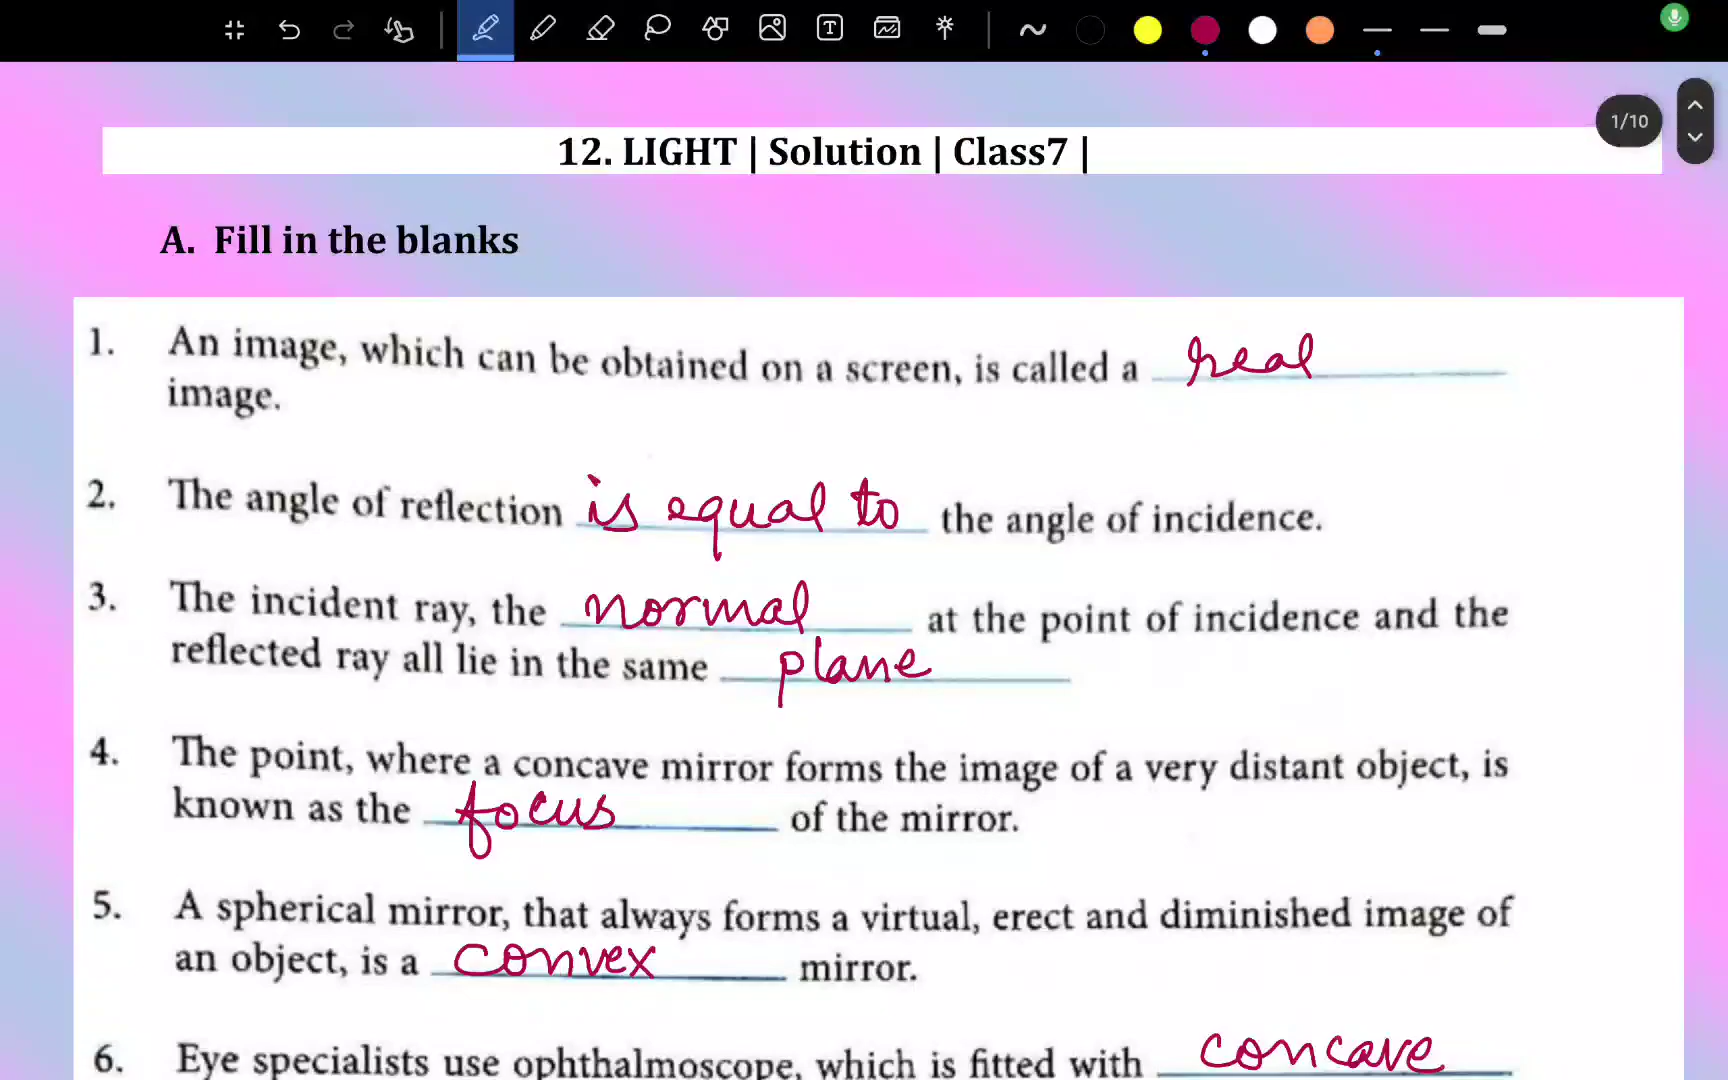 1/10
12. LIGHT | Solution | Class7 |
A. Fill in the blanks
1. An image, which can be obtained on a screen, is called a real
image.
2. The angle of reflection is equal to the angle of incidence.
3. The incident ray, the normal at the point of incidence and the
reflected ray all lie in the same plane
4. The point, where a concave mirror forms the image of a very distant object, is
known as the focus of the mirror.
5. A spherical mirror, that always forms a virtual, erect and diminished image of
an object, is a convex mirror.
6. Eye specialists use ophthalmoscope, which is fitted with concave